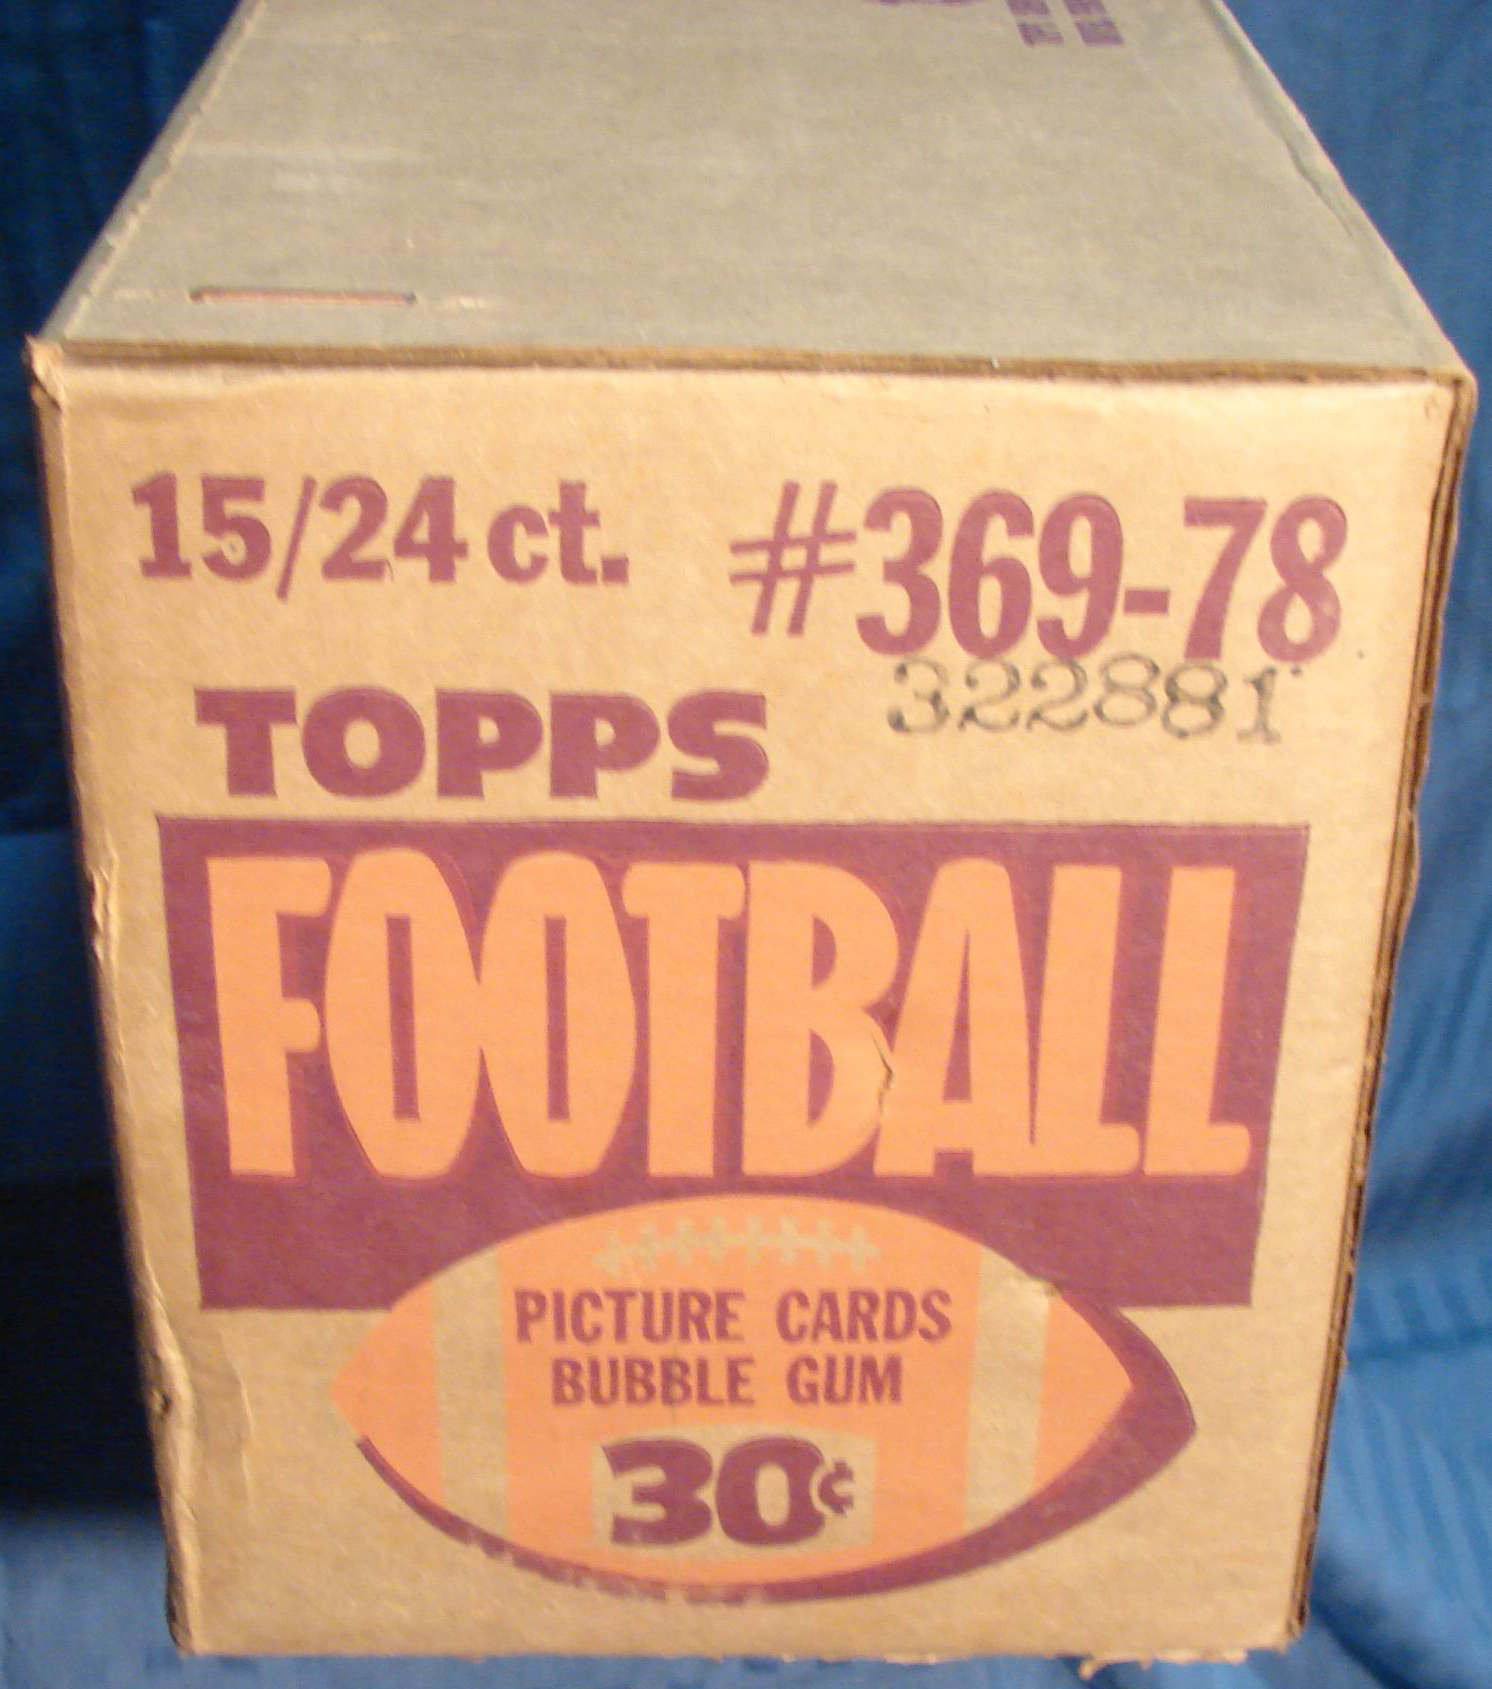 15/24 ct. #369-78
322881
TOPPS
FOOTBALL
PICTURE CARDS
BUBBLE GUM
30¢